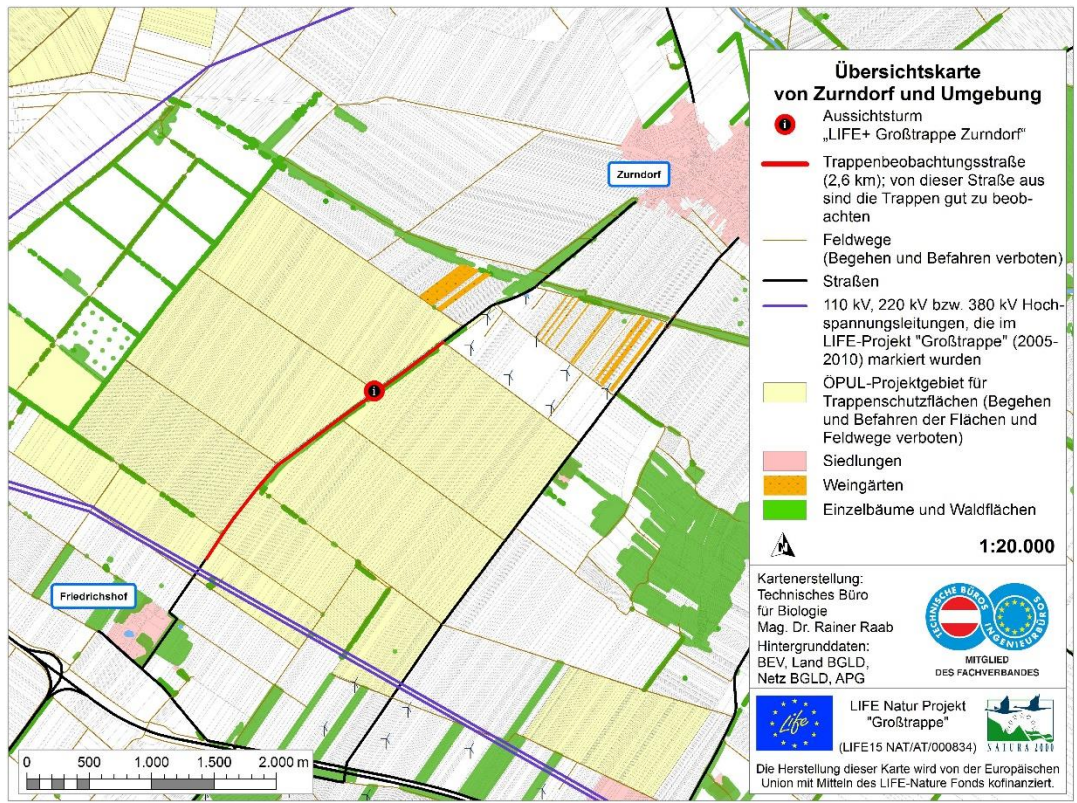 Übersichtskarte
von Zurndorf und Umgebung
Aussichtsturm
„LIFE+ Großtrappe Zurndorf“
Trappenbeobachtungsstraße
(2,6 km); von dieser Straße aus
sind die Trappen gut zu beob-
achten
Feldwege
(Begehen und Befahren verboten)
Straßen
110 kV, 220 kV bzw. 380 kV Hoch-
spannungsleitungen, die im
LIFE-Projekt "Großtrappe" (2005-
2010) markiert wurden
ÖPUL-Projektgebiet für
Trappenschutzflächen (Begehen
und Befahren der Flächen und
Feldwege verboten)
Siedlungen
Weingärten
Einzelbäume und Waldflächen
N
1:20.000
Kartenerstellung:
Technisches Büro
für Biologie
Mag. Dr. Rainer Raab
Hintergrunddaten:
BEV, Land BGLD,
Netz BGLD, APG
TECHNISCHE BÜROS
INGENIEURBÜROS
MITGLIED
DES FACHVERBANDES
Life
LIFE Natur Projekt
"Großtrappe"
(LIFE15 NAT/AT/000834)
NATURA 2000
Die Herstellung dieser Karte wird von der Europäischen
Union mit Mitteln des LIFE-Nature Fonds kofinanziert.
Zurndorf
i
Friedrichshof
0 500 1.000 1.500 2.000 m